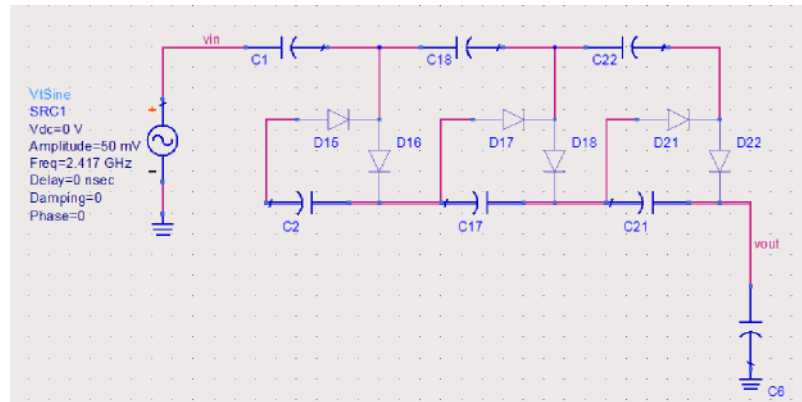 vin
C1
C18
C22
VtSine
SRC1
Vdc=0 V
Amplitude=50 mV
Freq=2.417 GHz
Delay=0 nsec
Damping=0
Phase=0
+
-
D15
D16
D17
D18
D21
D22
C2
C17
C21
vout
C6